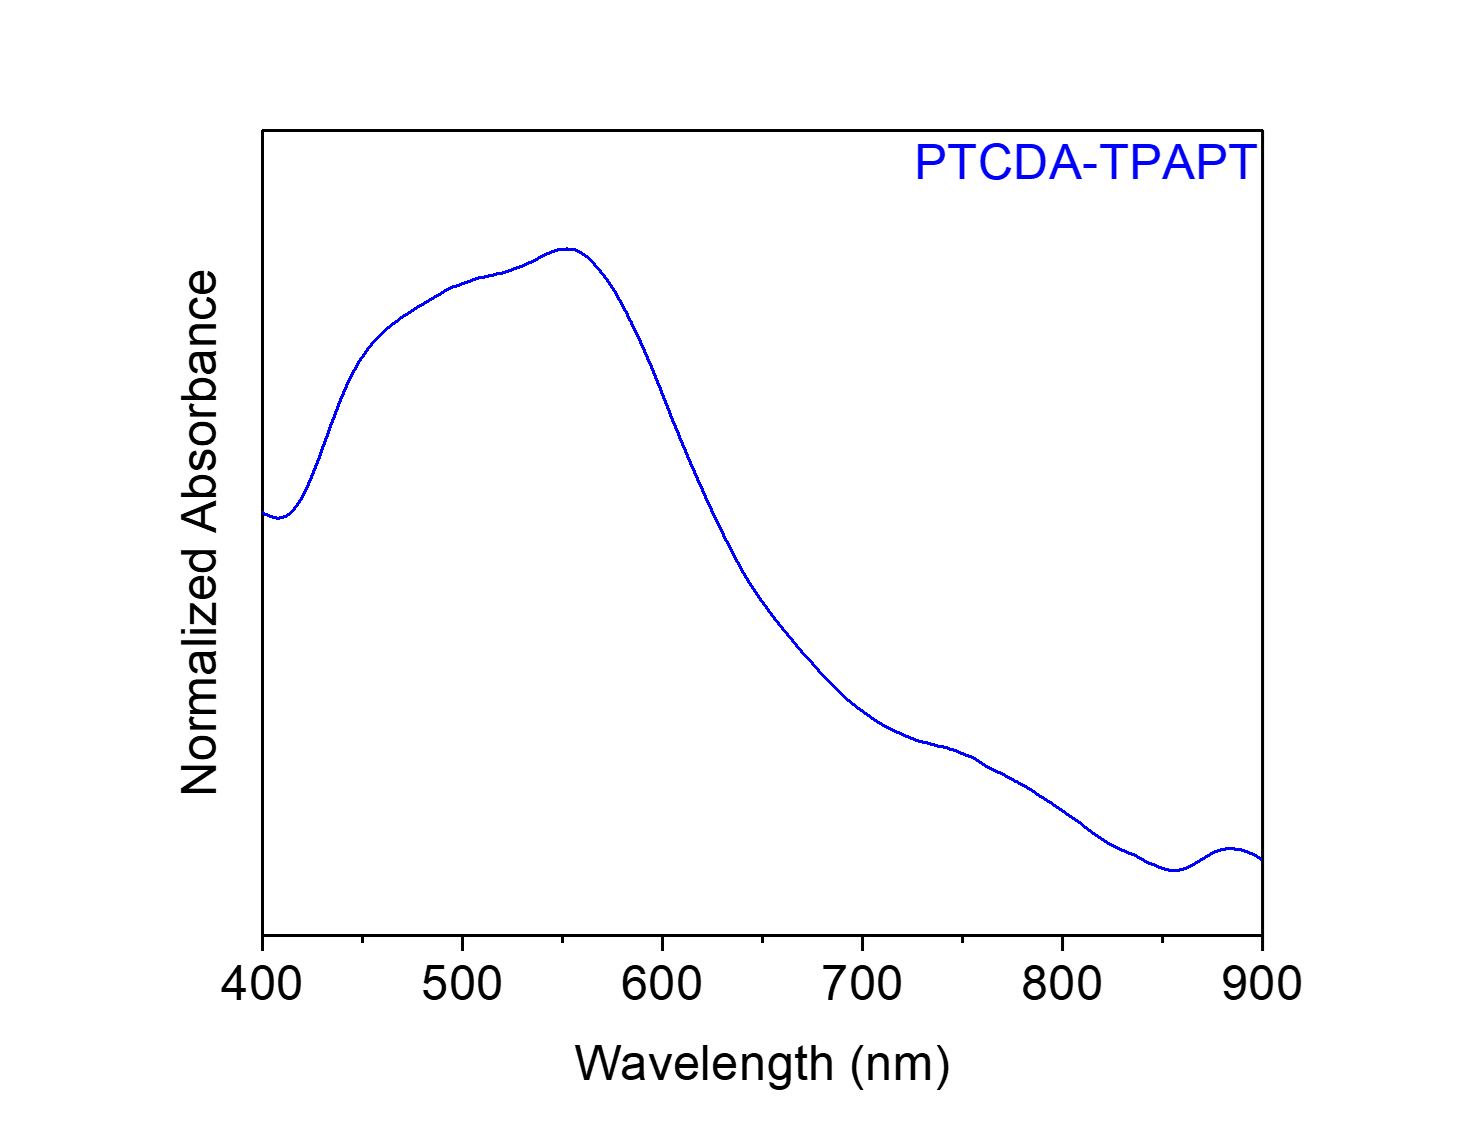 PTCDA-TPAPT
Normalized Absorbance
400 500 600 700 800 900
Wavelength (nm)